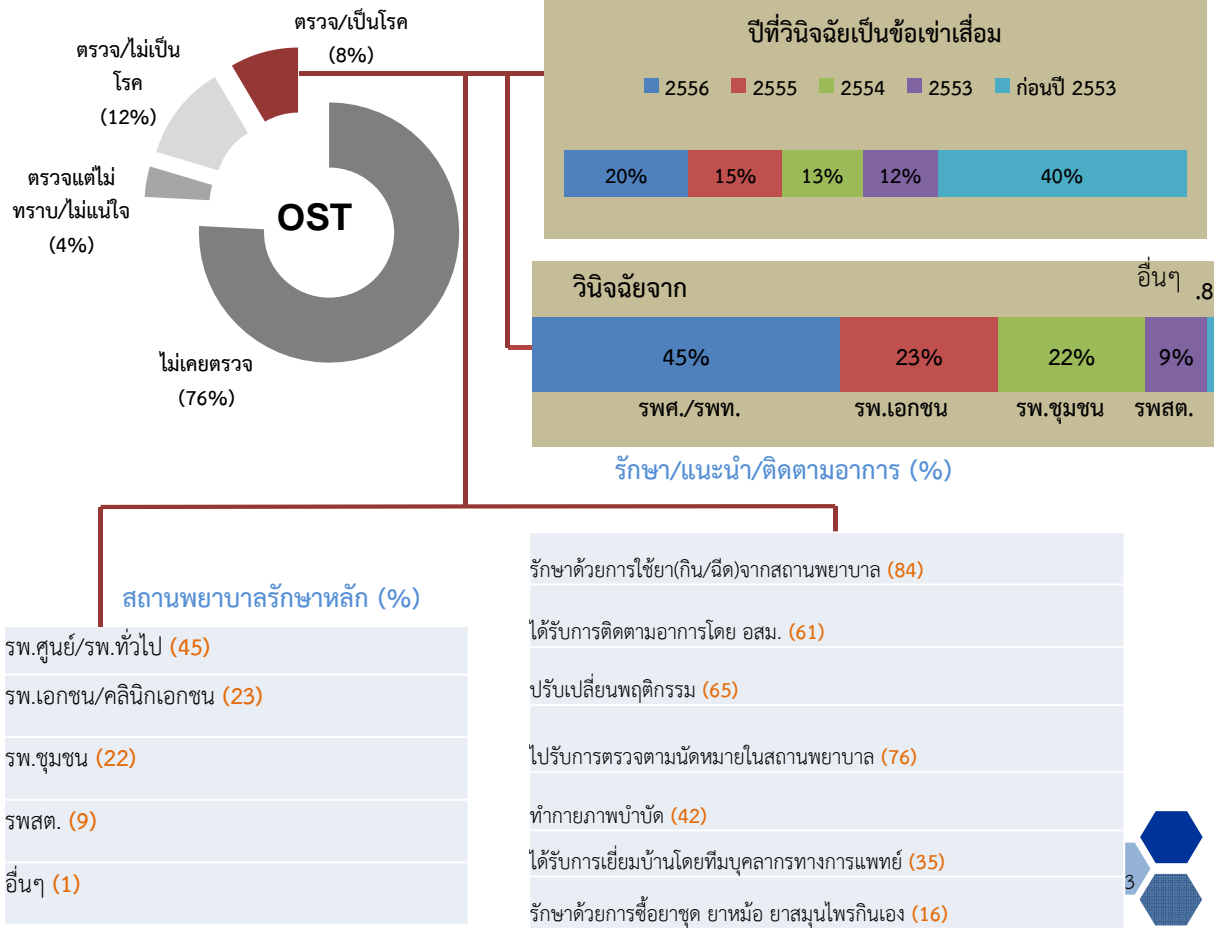 ตรวจ/เป็นโรค
(8%)
ตรวจ/ไม่เป็น
โรค
(12%)
ตรวจแต่ไม่
ทราบ/ไม่แน่ใจ
(4%)
OST
ไม่เคยตรวจ
(76%)
ปีที่วินิจฉัยเป็นข้อเข่าเสื่อม
2556 2555 2554 2553 ก่อนปี 2553
20% 15% 13% 12% 40%
วินิจฉัยจาก
อื่นๆ .8
45% 23% 22% 9%
รพศ./รพท. รพ.เอกชน รพ.ชุมชน รพสต.
รักษา/แนะนำ/ติดตามอาการ (%)
สถานพยาบาลรักษาหลัก (%)
รพ.ศูนย์/รพ.ทั่วไป (45)
รพ.เอกชน/คลินิกเอกชน (23)
รพ.ชุมชน (22)
รพสต. (9)
อื่นๆ (1)
รักษาด้วยการใช้ยา(กิน/ฉีด)จากสถานพยาบาล (84)
ได้รับการติดตามอาการโดย อสม. (61)
ปรับเปลี่ยนพฤติกรรม (65)
ไปรับการตรวจตามนัดหมายในสถานพยาบาล (76)
ทำกายภาพบำบัด (42)
ได้รับการเยี่ยมบ้านโดยทีมบุคลากรทางการแพทย์ (35)
รักษาด้วยการซื้อยาชุด ยาหม้อ ยาสมุนไพรกินเอง (16)
3